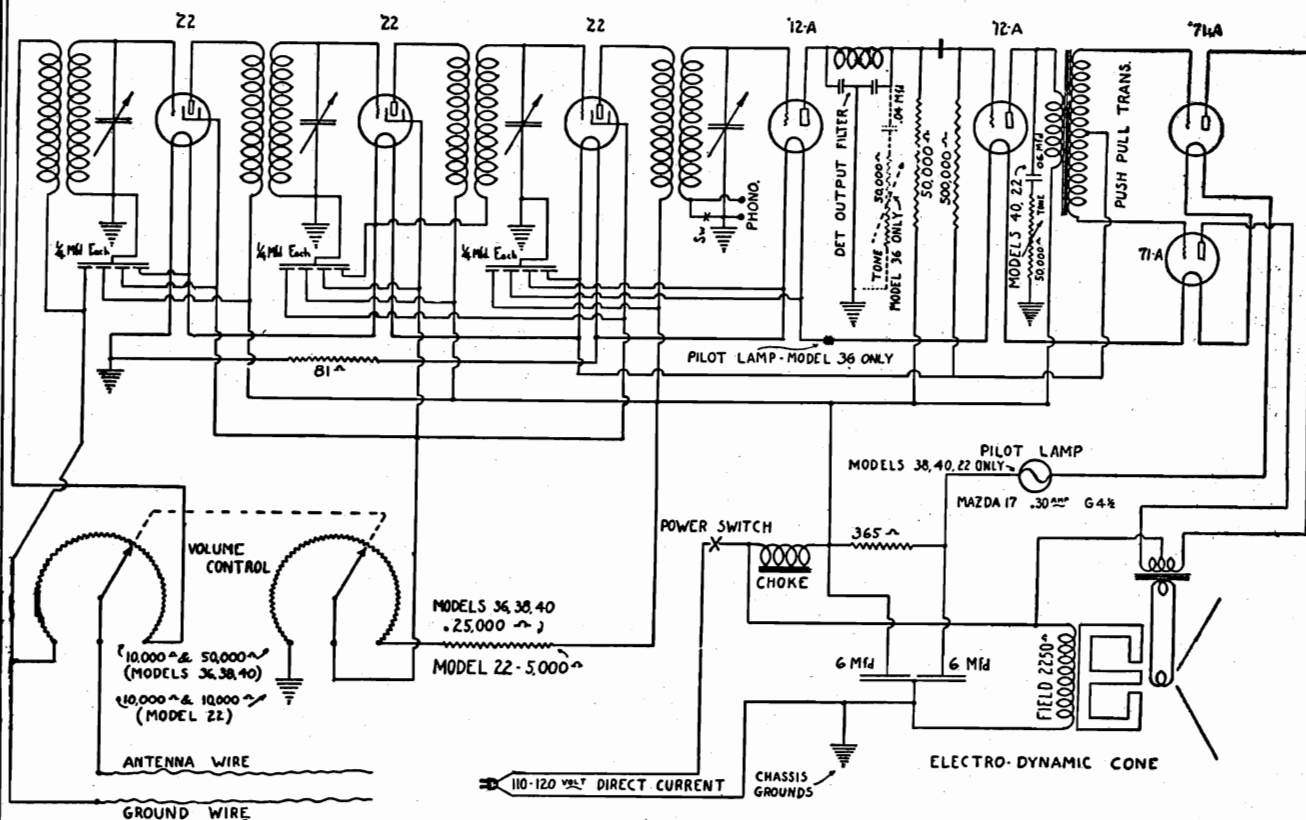 '22
'22
22
'12-A
'12-A
'71-A
¼ Mfd Each
¼ Mfd Each
¼ Mfd Each
Sw
PHONO.
DET OUTPUT FILTER
.04 Mfd
TONE
50,000 Ω
MODEL 36 ONLY
50,000 Ω
500,000 Ω
MODELS 40, 22
.06 Mfd
50,000 Ω
TONE
PUSH PULL TRANS.
71-A
PILOT LAMP - MODEL 36 ONLY
81 Ω
PILOT LAMP
MODELS 38, 40, 22 ONLY
MAZDA 17 .30 AMP G 4½
POWER SWITCH
365 Ω
CHOKE
VOLUME
CONTROL
MODELS 36, 38, 40
.25,000 Ω
MODEL 22 - 5,000 Ω
10,000 Ω & 50,000 Ω
(MODELS 36,38,40)
10,000 Ω & 10,000 Ω
(MODEL 22)
6 Mfd
6 Mfd
FIELD 2250 Ω
ELECTRO-DYNAMIC CONE
ANTENNA WIRE
GROUND WIRE
110-120 VOLT DIRECT CURRENT
CHASSIS
GROUNDS